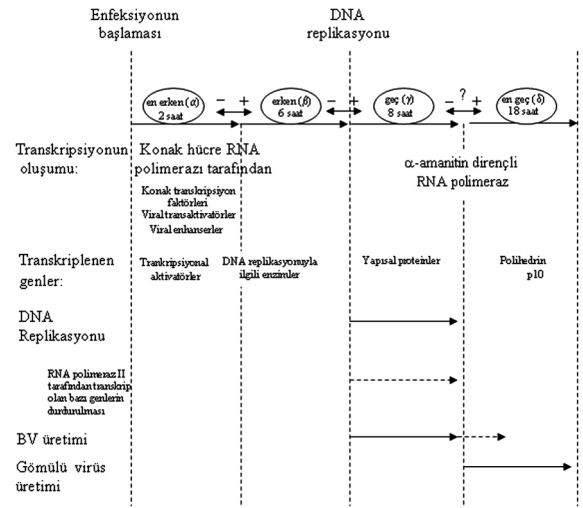 Enfeksiyonun
başlaması
DNA
replikasyonu
en erken (α)
2 saat
− +
erken (β)
6 saat
− +
geç (γ)
8 saat
− ? +
en geç (δ)
18 saat
Transkripsiyonun
oluşumu:
Konak hücre RNA
polimerazı tarafından
Konak transkripsiyon
faktörleri
Viral transaktivatörler
Viral enhanserler
α-amanitin dirençli
RNA polimeraz
Transkriplenen
genler:
Trankripsiyonal
aktivatörler
DNA replikasyonuyla
ilgili enzimler
Yapısal proteinler
Polihedrin
p10
DNA
Replikasyonu
RNA polimeraz II
tarafından transkrip
olan bazı genlerin
durdurulması
BV üretimi
Gömülü virüs
üretimi